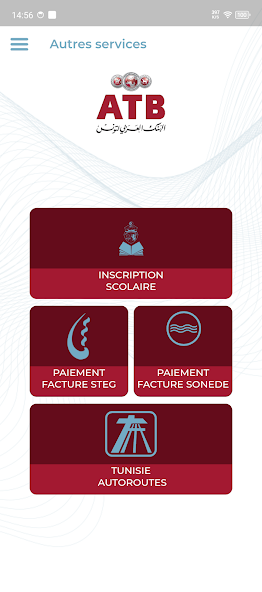 14:56
Autres services
ATB
البنك العربي لتونس
INSCRIPTION
SCOLAIRE
PAIEMENT
FACTURE STEG
PAIEMENT
FACTURE SONEDE
TUNISIE
AUTOROUTES